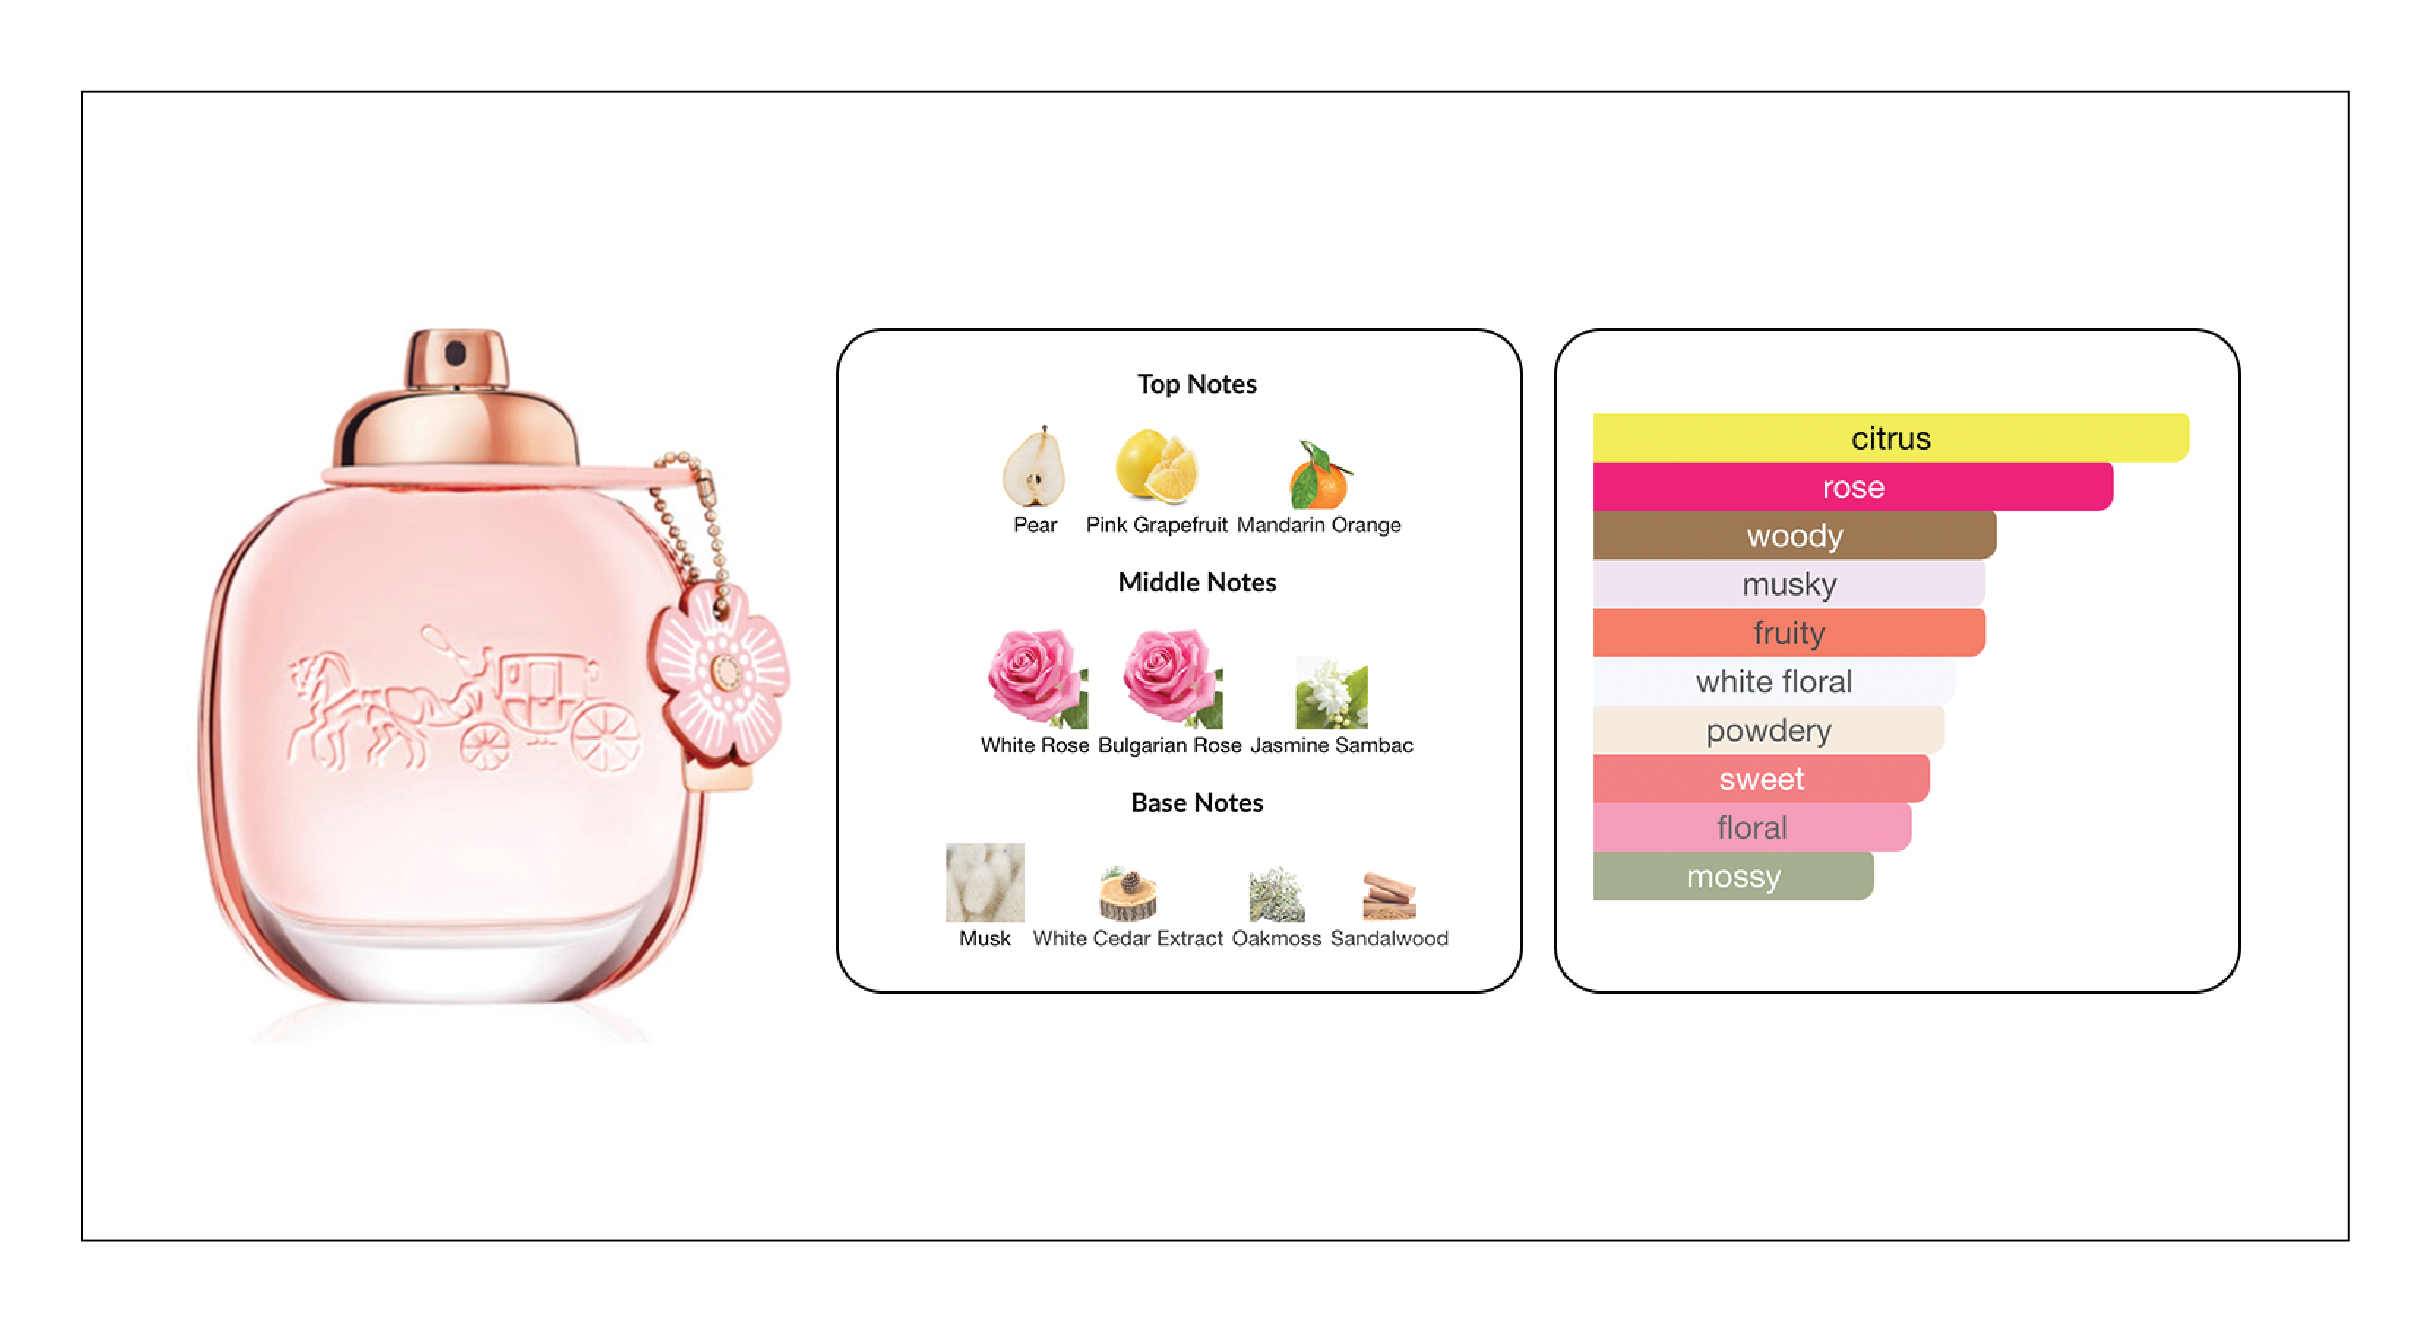 Top Notes
Pear Pink Grapefruit Mandarin Orange
Middle Notes
White Rose Bulgarian Rose Jasmine Sambac
Base Notes
Musk White Cedar Extract Oakmoss Sandalwood
citrus
rose
woody
musky
fruity
white floral
powdery
sweet
floral
mossy